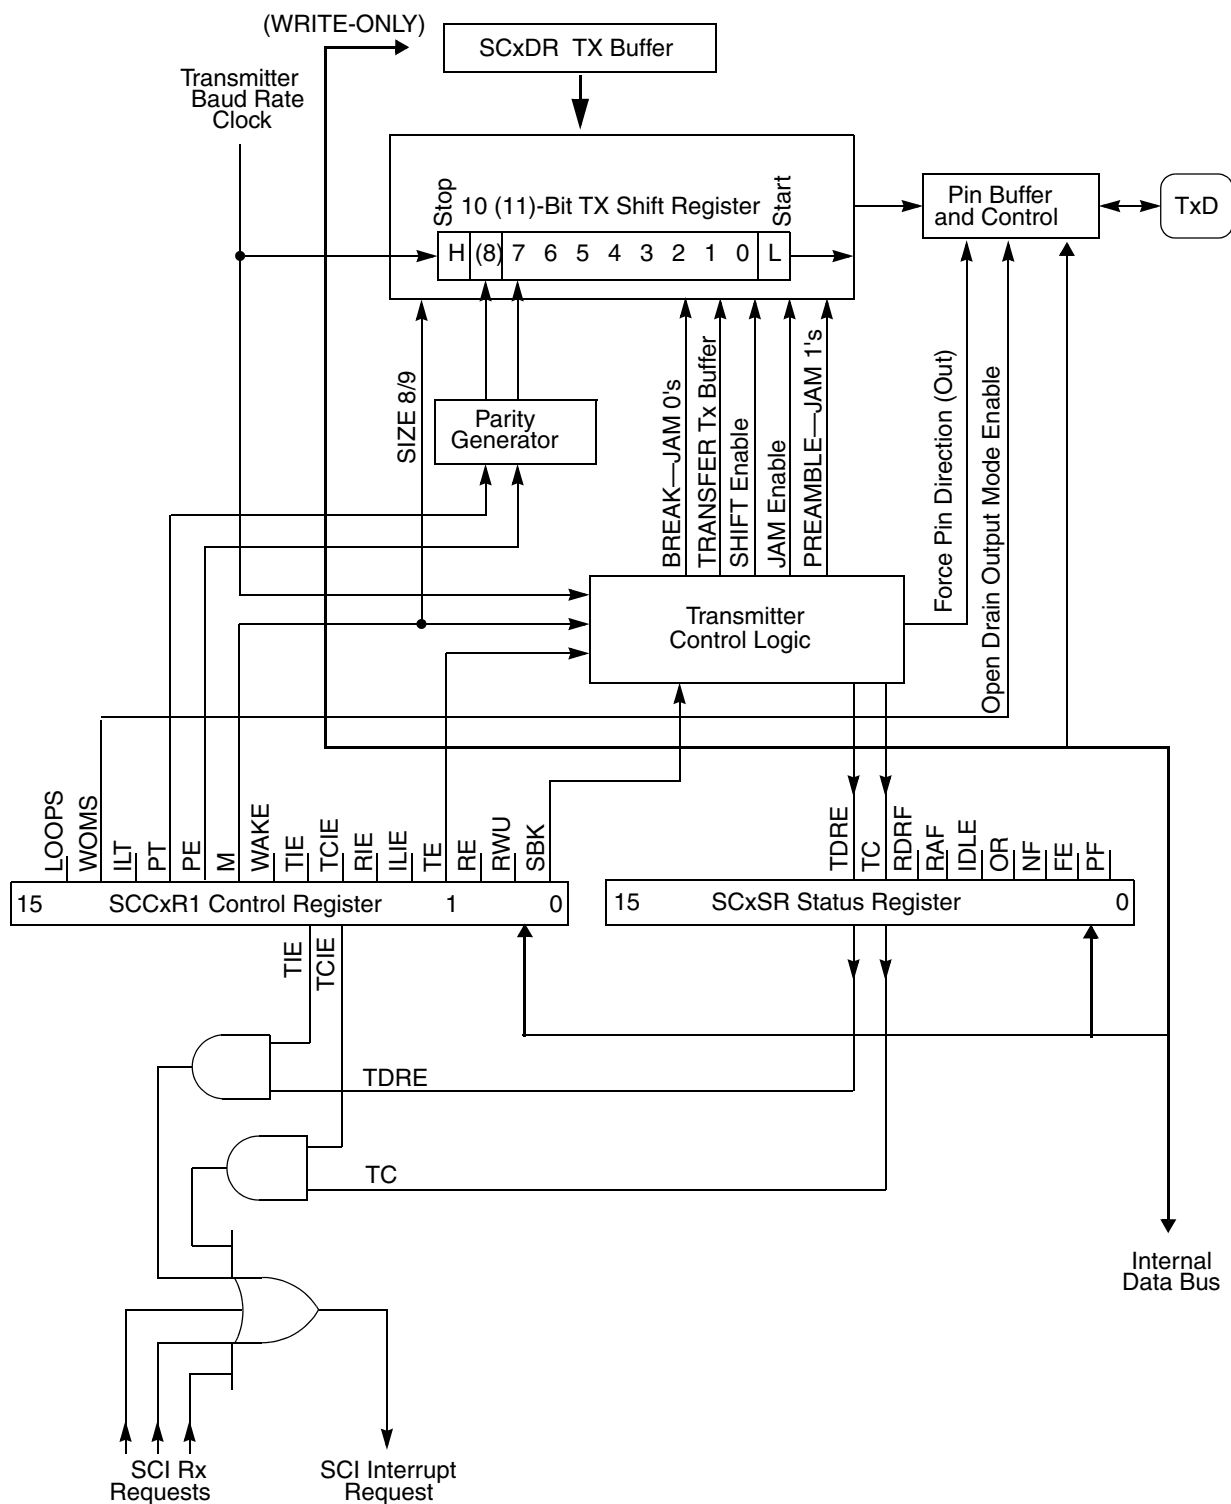 (WRITE-ONLY)
SCxDR TX Buffer
Transmitter
Baud Rate
Clock
Stop
10 (11)-Bit TX Shift Register
Start
H (8) 7 6 5 4 3 2 1 0 L
Pin Buffer
and Control
TxD
SIZE 8/9
Parity
Generator
BREAK—JAM 0's
TRANSFER Tx Buffer
SHIFT Enable
JAM Enable
PREAMBLE—JAM 1's
Force Pin Direction (Out)
Open Drain Output Mode Enable
Transmitter
Control Logic
LOOPS
WOMS
ILT
PT
PE
M
WAKE
TIE
TCIE
RIE
ILIE
TE
RE
RWU
SBK
TDRE
TC
RDRF
RAF
IDLE
OR
NF
FE
PF
15 SCCxR1 Control Register 1 0
15 SCxSR Status Register 0
TIE
TCIE
TDRE
TC
Internal
Data Bus
SCI Rx
Requests
SCI Interrupt
Request